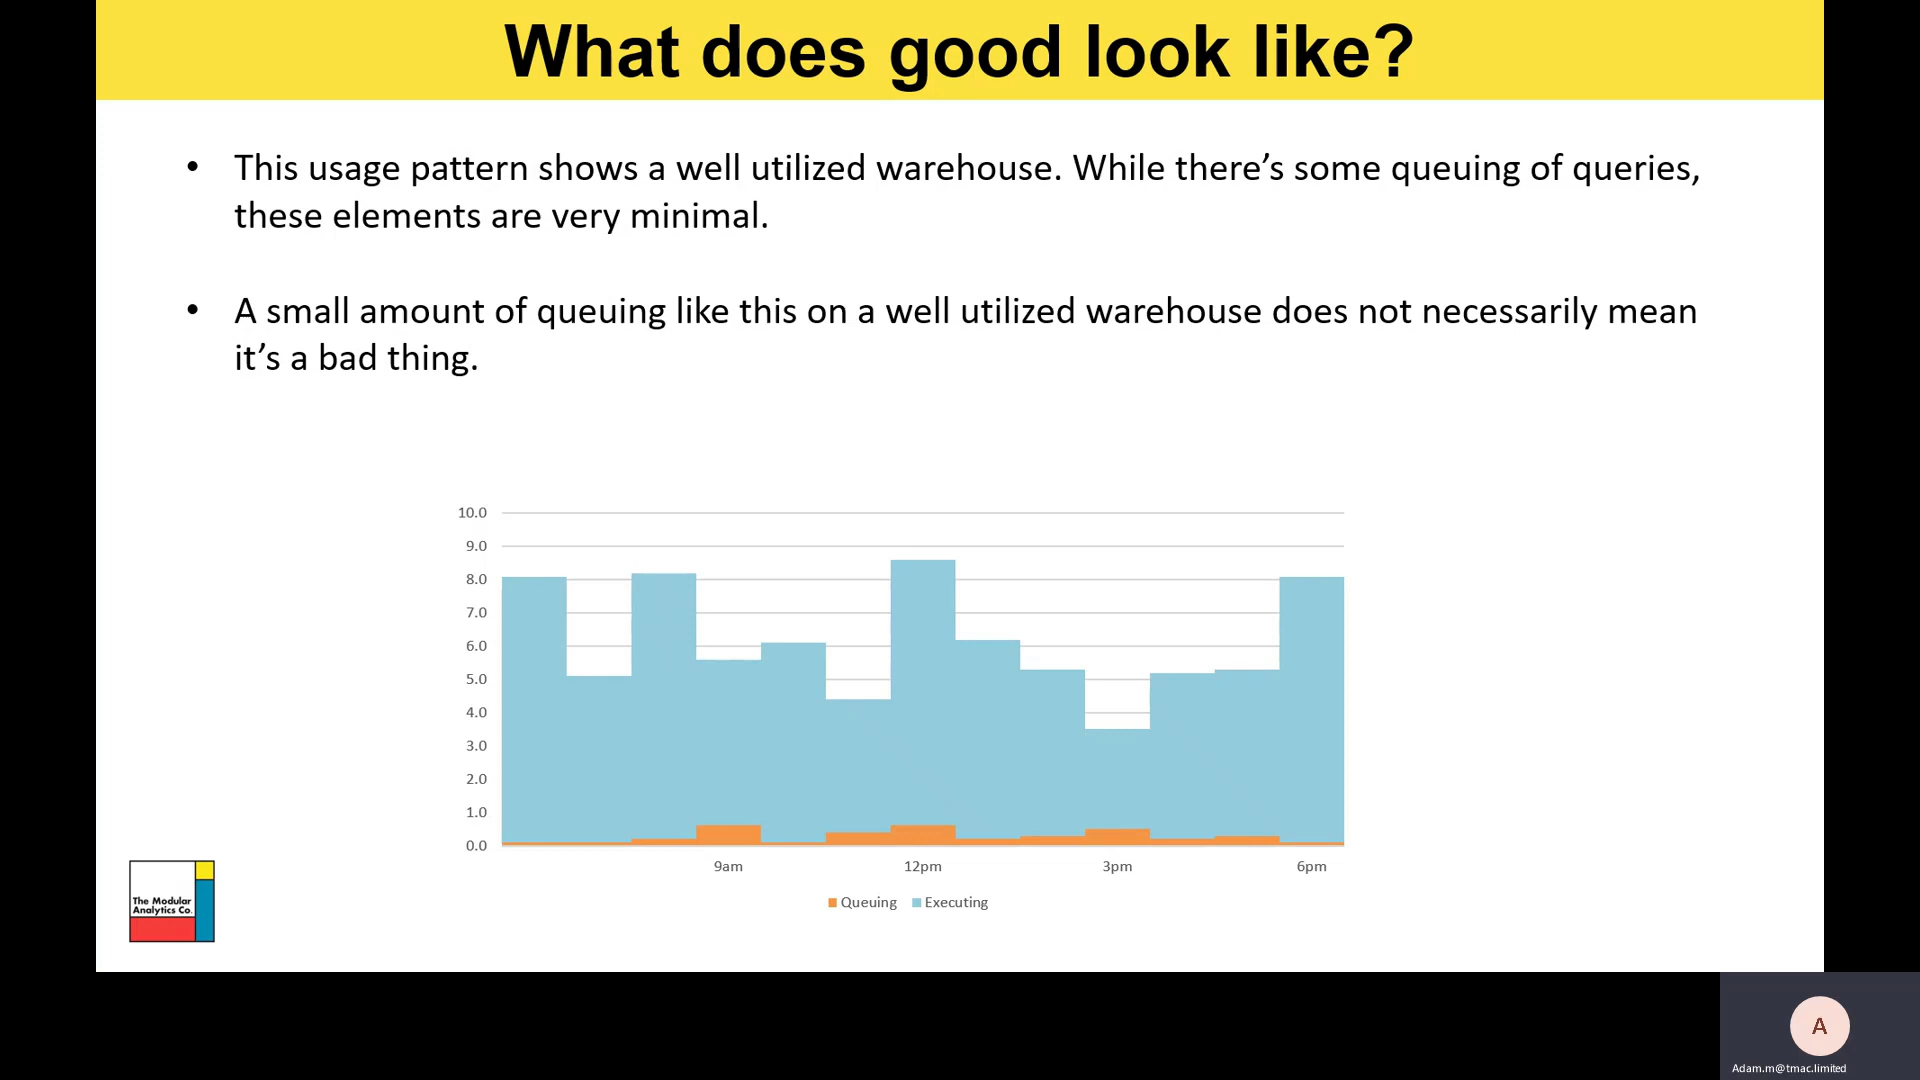 What does good look like?
• This usage pattern shows a well utilized warehouse. While there’s some queuing of queries,
these elements are very minimal.
• A small amount of queuing like this on a well utilized warehouse does not necessarily mean
it’s a bad thing.
10.0
9.0
8.0
7.0
6.0
5.0
4.0
3.0
2.0
1.0
0.0
9am 12pm 3pm 6pm
Queuing Executing
The Modular
Analytics Co.
A
Adam.m@tmac.limited